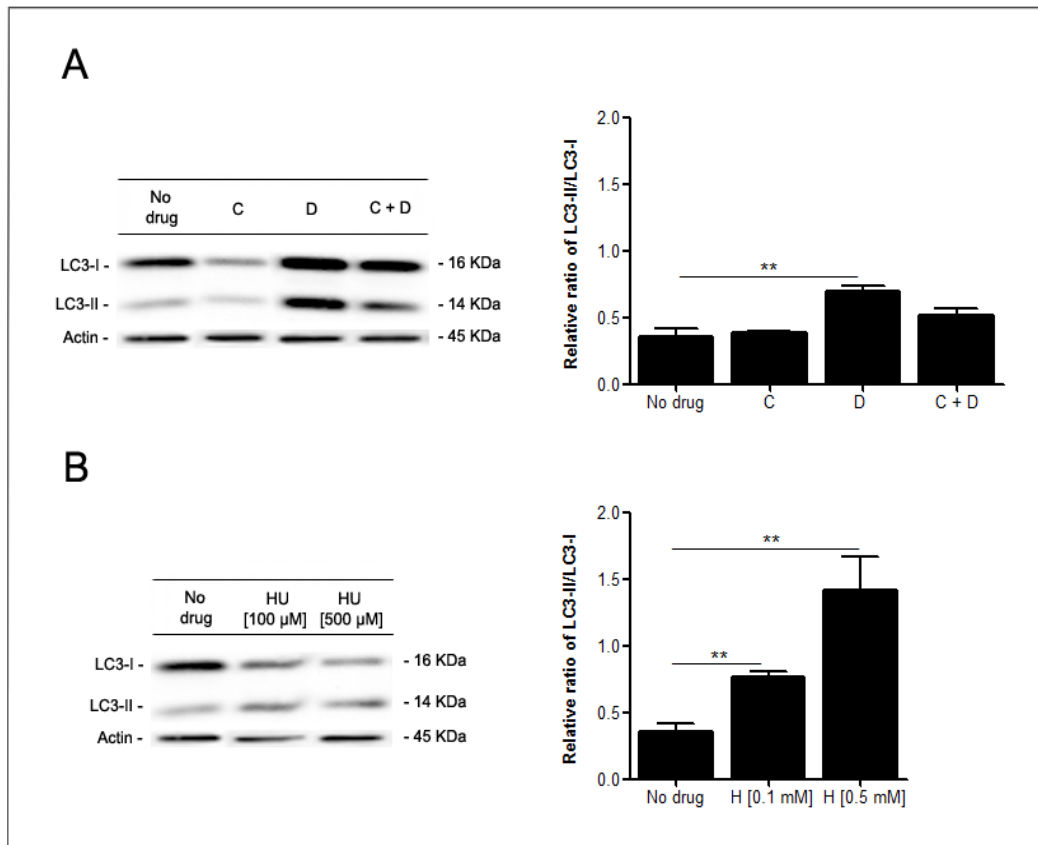 A
No drug C D C + D
LC3-I - - 16 KDa
LC3-II - - 14 KDa
Actin - - 45 KDa
Relative ratio of LC3-II/LC3-I
2.0
1.5
1.0
0.5
0.0
**
No drug C D C + D
B
No drug HU [100 µM] HU [500 µM]
LC3-I - - 16 KDa
LC3-II - - 14 KDa
Actin - - 45 KDa
Relative ratio of LC3-II/LC3-I
2.0
1.5
1.0
0.5
0.0
**
**
No drug H [0.1 mM] H [0.5 mM]